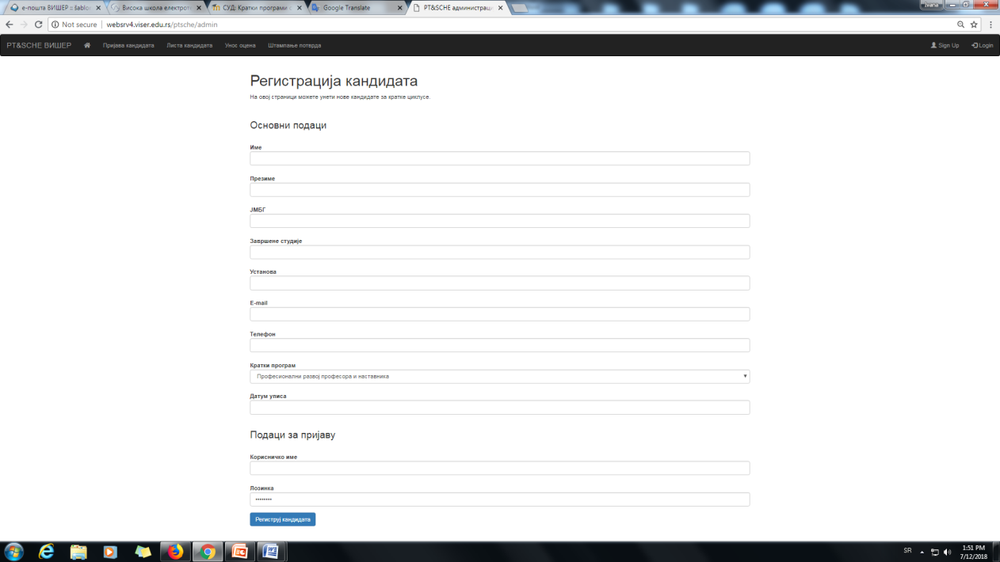 е-пошта ВИШЕР :: šablo
Висока школа електроте
СУД: Кратки програми с
Google Translate
PT&SCHE администраци
Ivana
Not secure | websrv4.viser.edu.rs/ptsche/admin
PT&SCHE ВИШЕР Пријава кандидата Листа кандидата Унос оцена Штампање потврда Sign Up Login
Регистрација кандидата
На овој страници можете унети нове кандидате за кратке циклусе.
Основни подаци
Име
Презиме
ЈМБГ
Завршене студије
Установа
E-mail
Телефон
Кратки програм
Професионални развој професора и наставника
Датум уписа
Подаци за пријаву
Корисничко име
Лозинка
••••••••
Региструј кандидата
SR
1:51 PM
7/12/2018